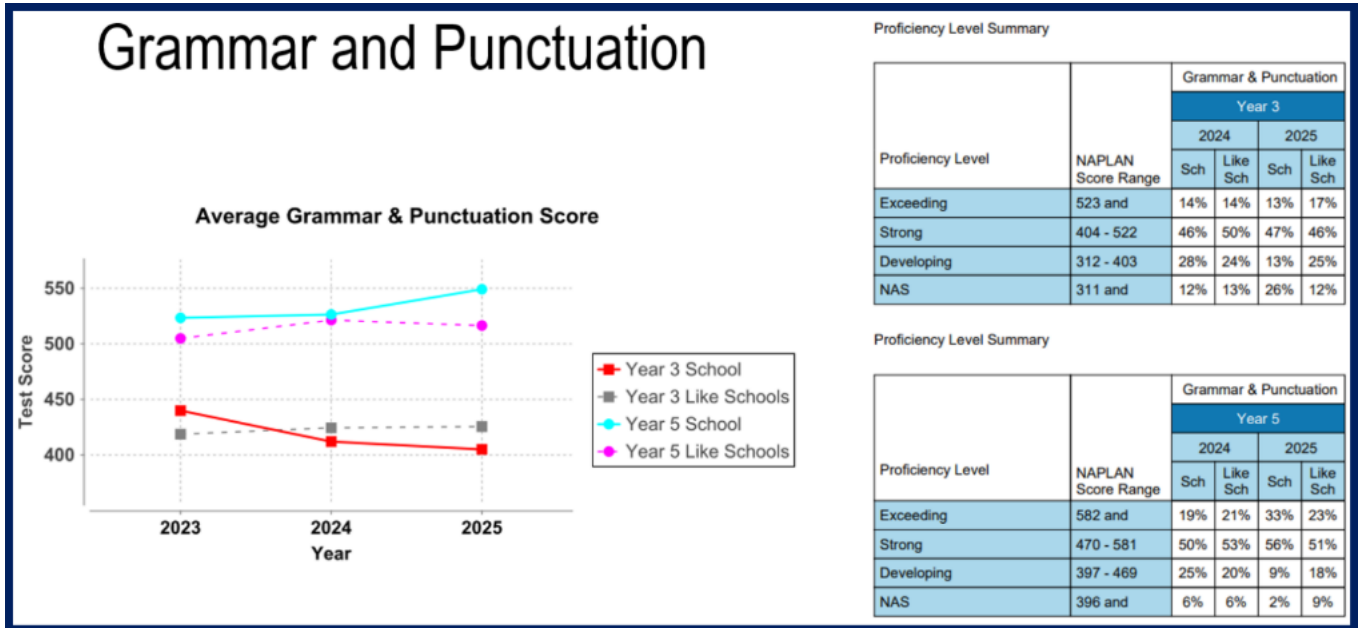 Grammar and Punctuation
Average Grammar & Punctuation Score
Test Score
550
500
450
400
2023 2024 2025
Year
Year 3 School
Year 3 Like Schools
Year 5 School
Year 5 Like Schools
Proficiency Level Summary
Grammar & Punctuation
Year 3
2024 2025
Proficiency Level NAPLAN Score Range Sch Like Sch Sch Like Sch
Exceeding 523 and 14% 14% 13% 17%
Strong 404 - 522 46% 50% 47% 46%
Developing 312 - 403 28% 24% 13% 25%
NAS 311 and 12% 13% 26% 12%
Proficiency Level Summary
Grammar & Punctuation
Year 5
2024 2025
Proficiency Level NAPLAN Score Range Sch Like Sch Sch Like Sch
Exceeding 582 and 19% 21% 33% 23%
Strong 470 - 581 50% 53% 56% 51%
Developing 397 - 469 25% 20% 9% 18%
NAS 396 and 6% 6% 2% 9%